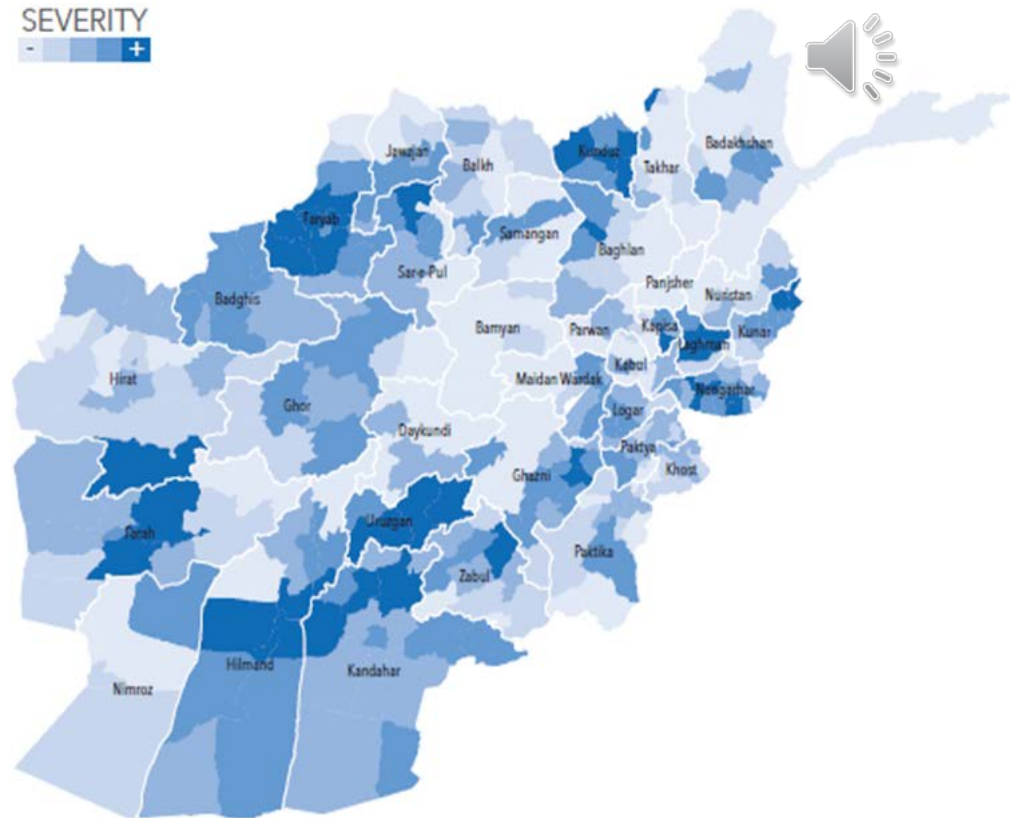 SEVERITY
- +
Jawzjan
Balkh
Kunduz
Takhar
Badakhshan
Faryab
Samangan
Baghlan
Sar-e-Pul
Panjsher
Nuristan
Badghis
Bamyan
Parwan
Kapisa
Kunar
Laghman
Hirat
Kabul
Maidan Wardak
Nangarhar
Ghor
Logar
Daykundi
Paktya
Ghazni
Khost
Uruzgan
Farah
Paktika
Zabul
Hilmand
Kandahar
Nimroz